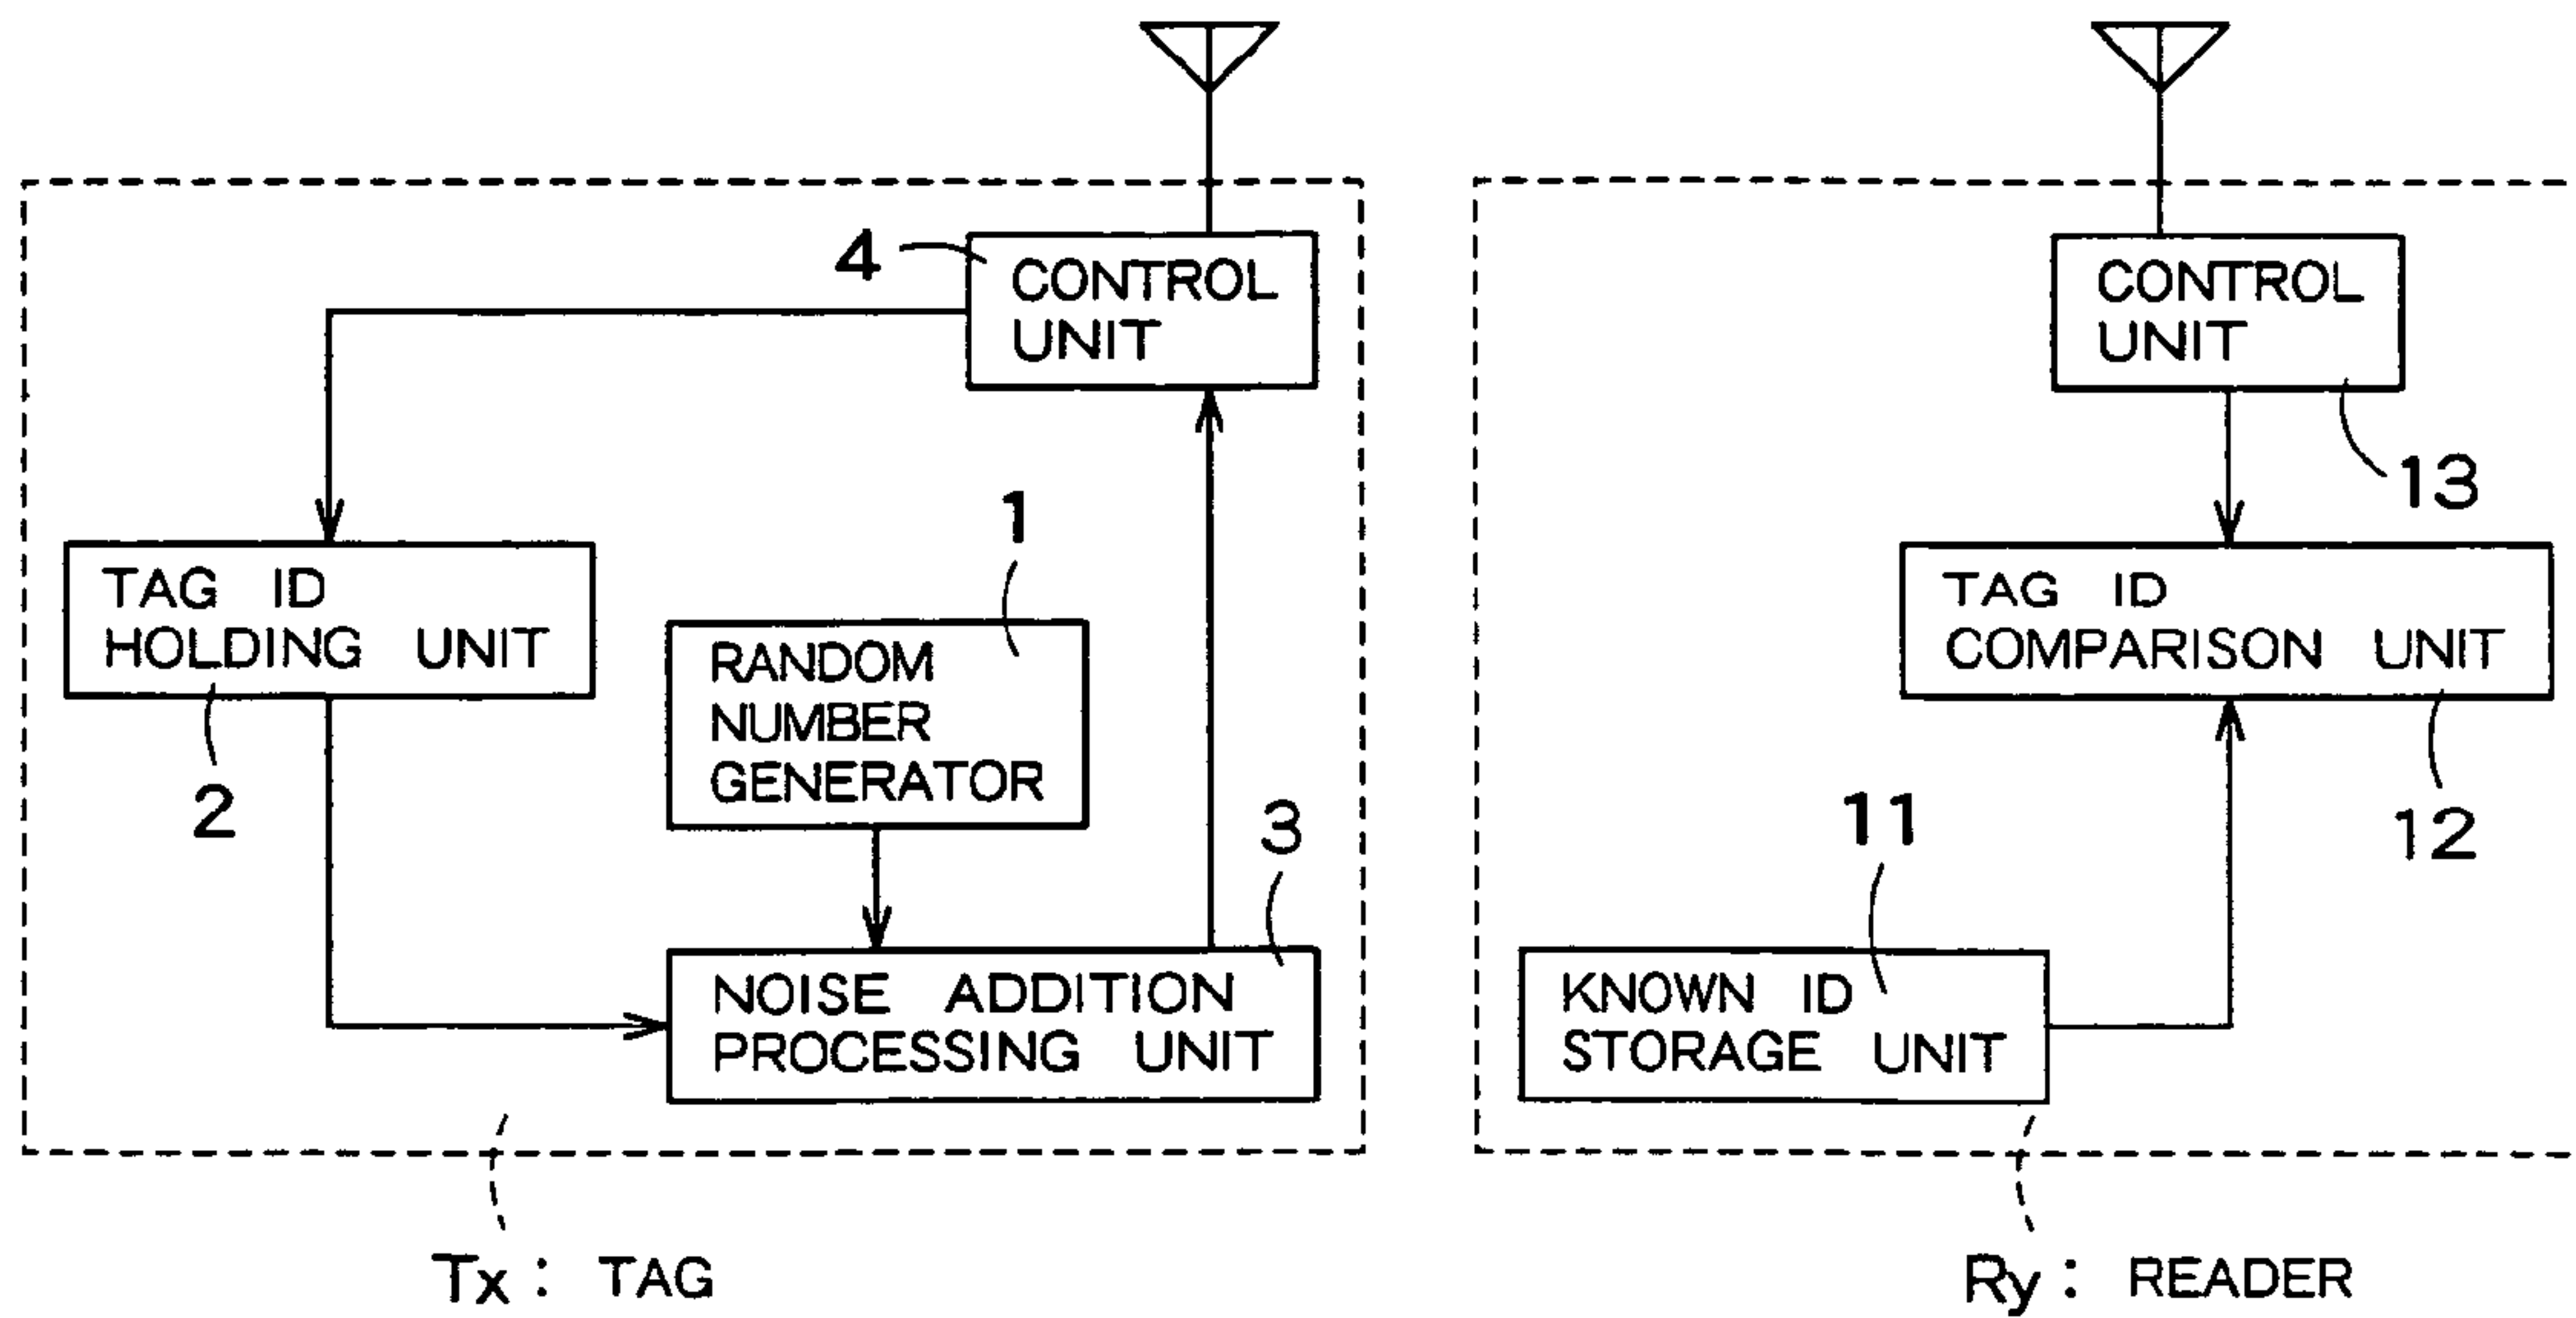 4
CONTROL
UNIT
TAG ID
HOLDING UNIT
2
1
RANDOM
NUMBER
GENERATOR
3
NOISE ADDITION
PROCESSING UNIT
Tx : TAG
CONTROL
UNIT
13
TAG ID
COMPARISON UNIT
12
11
KNOWN ID
STORAGE UNIT
Ry : READER